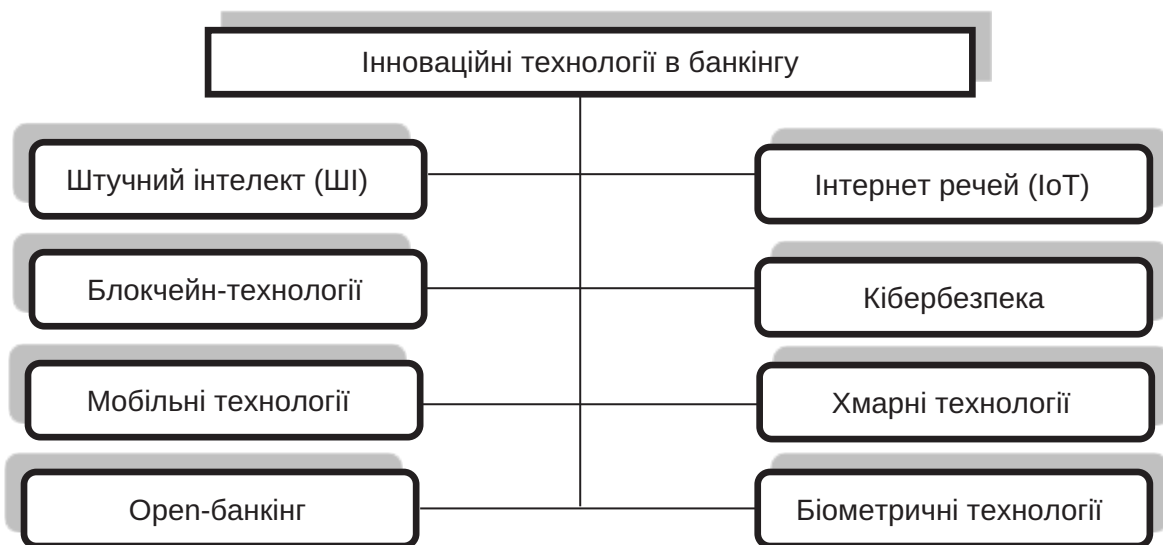 Інноваційні технології в банкінгу
Штучний інтелект (ШІ)
Інтернет речей (ІоТ)
Блокчейн-технології
Кібербезпека
Мобільні технології
Хмарні технології
Open-банкінг
Біометричні технології